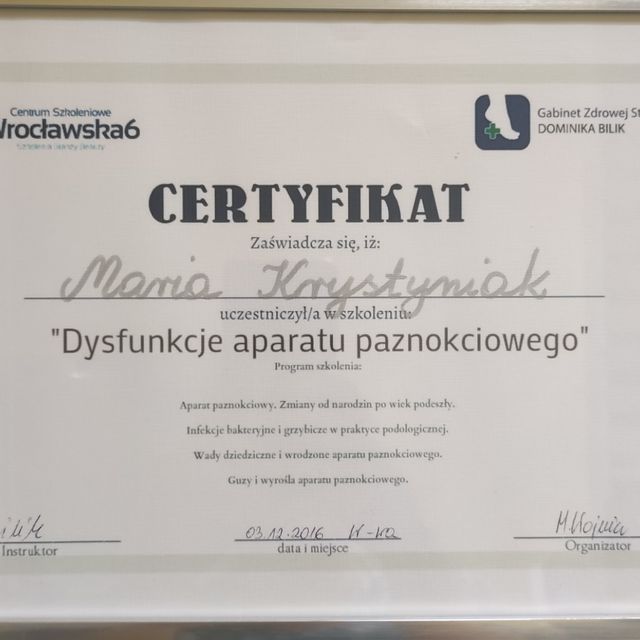 Centrum Szkoleniowe
Wrocławska6
CERTYFIKAT
Gabinet Zdrowej St
DOMINIKA BILIK
Zaświadcza się, iż:
Maria Krystyniak
uczestniczył/a w szkoleniu:
"Dysfunkcje aparatu paznokciowego"
Program szkolenia:
Aparat paznokciowy. Zmiany od narodzin po wiek podeszły.
Infekcje bakteryjne i grzybicze w praktyce podologicznej.
Wady dziedziczne i wrodzone aparatu paznokciowego.
Guzy i wyrośla aparatu paznokciowego.
03.12.2016 W-wa
Instruktor
data i miejsce
M.Wojnia
Organizator